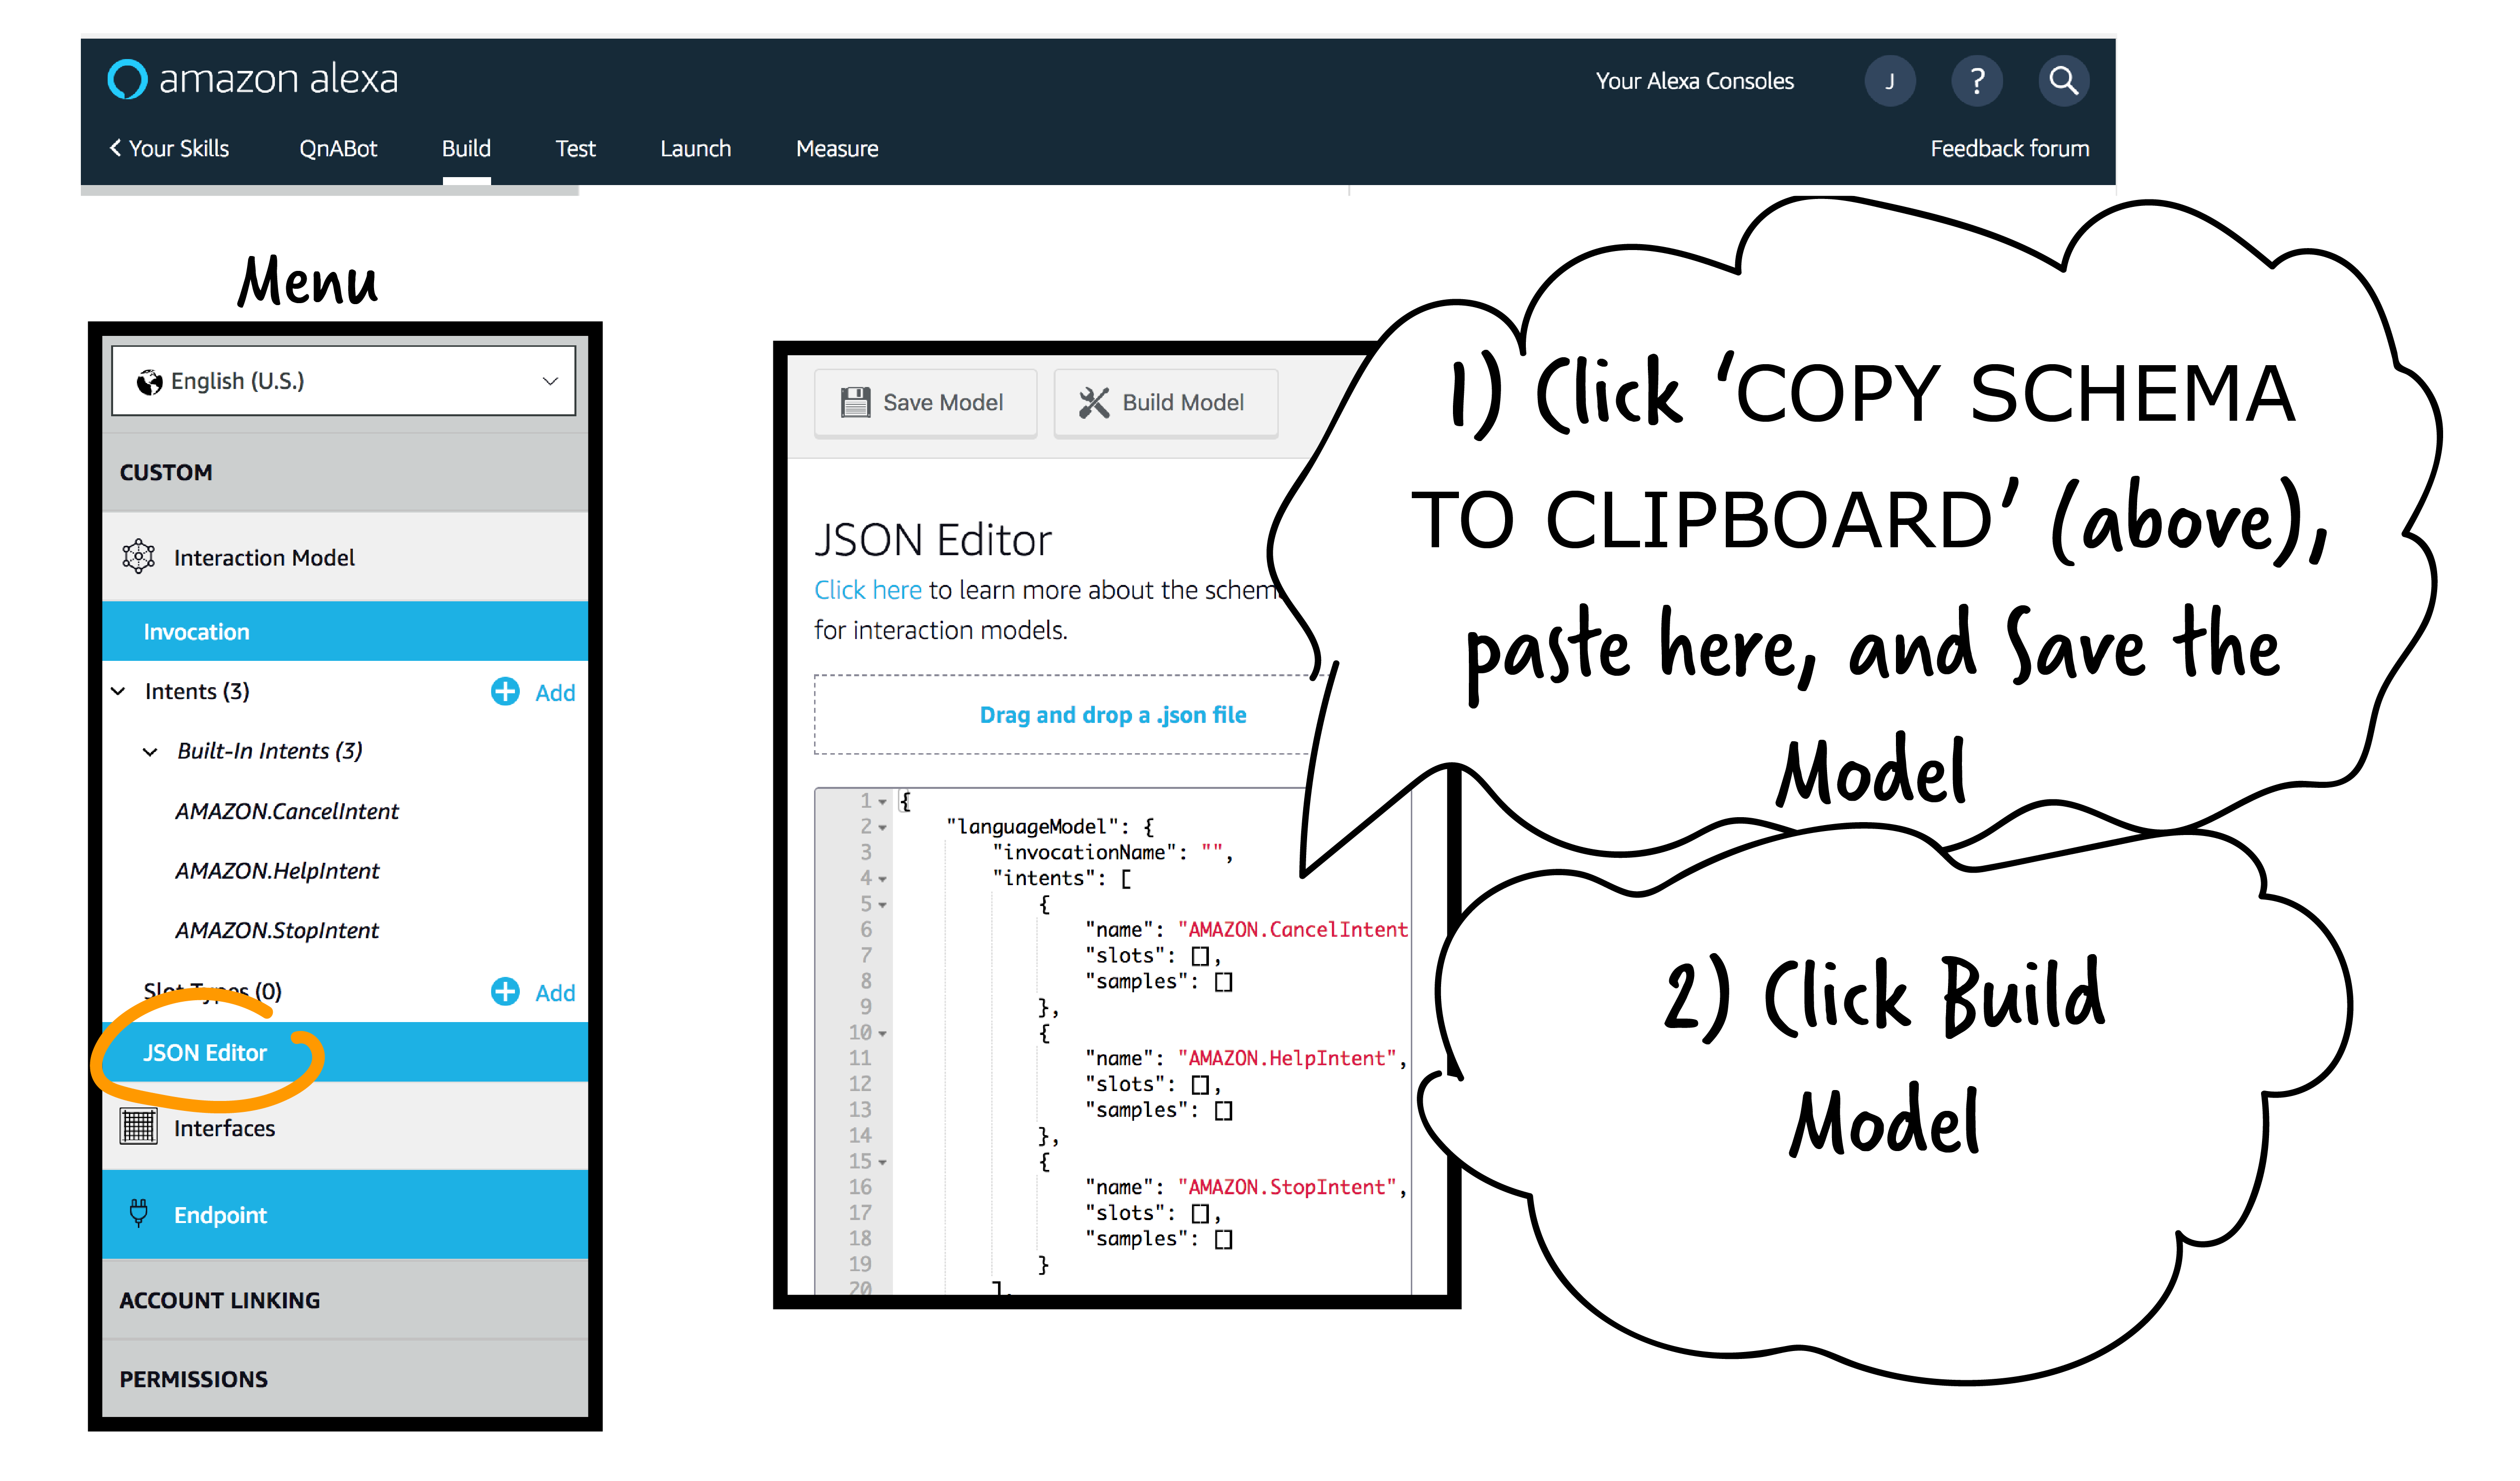 amazon alexa
Your Alexa Consoles
J
?
< Your Skills
QnABot
Build
Test
Launch
Measure
Feedback forum
Menu
English (U.S.)
CUSTOM
Interaction Model
Invocation
Intents (3)
Add
Built-In Intents (3)
AMAZON.CancelIntent
AMAZON.HelpIntent
AMAZON.StopIntent
Slot Types (0)
Add
JSON Editor
Interfaces
Endpoint
ACCOUNT LINKING
PERMISSIONS
Save Model
Build Model
JSON Editor
Click here to learn more about the schem
for interaction models.
Drag and drop a .json file
1 {
2 "languageModel": {
3 "invocationName": "",
4 "intents": [
5 {
6 "name": "AMAZON.CancelIntent
7 "slots": [],
8 "samples": []
9 },
10 {
11 "name": "AMAZON.HelpIntent",
12 "slots": [],
13 "samples": []
14 },
15 {
16 "name": "AMAZON.StopIntent",
17 "slots": [],
18 "samples": []
19 }
20 ],
1) Click ‘COPY SCHEMA
TO CLIPBOARD’ (above),
paste here, and Save the
Model
2) Click Build
Model